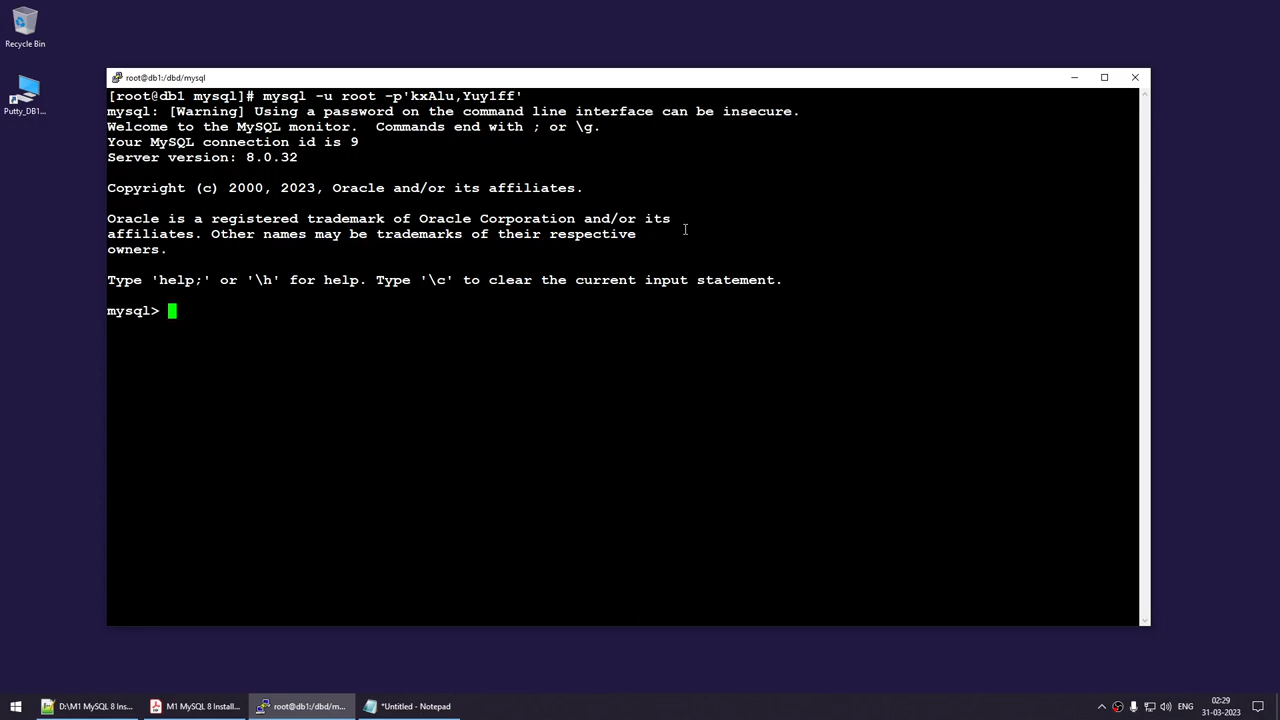 Recycle Bin
Putty_DB1...
root@db1:/dbd/mysql
[root@db1 mysql]# mysql -u root -p'kxAlu,Yuy1ff'
mysql: [Warning] Using a password on the command line interface can be insecure.
Welcome to the MySQL monitor.  Commands end with ; or \g.
Your MySQL connection id is 9
Server version: 8.0.32
Copyright (c) 2000, 2023, Oracle and/or its affiliates.
Oracle is a registered trademark of Oracle Corporation and/or its
affiliates. Other names may be trademarks of their respective
owners.
Type 'help;' or '\h' for help. Type '\c' to clear the current input statement.
mysql>
D:\M1 MySQL 8 Ins...
M1 MySQL 8 Install...
root@db1:/dbd/m...
*Untitled - Notepad
ENG
02:29
31-03-2023